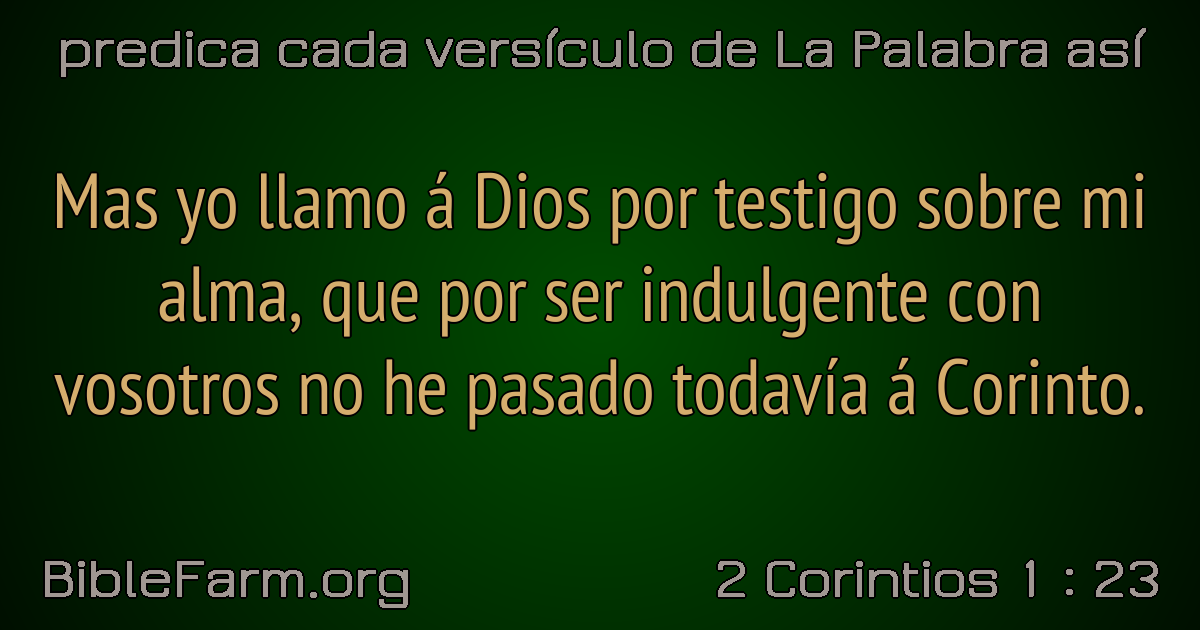 predica cada versículo de La Palabra así
Mas yo llamo á Dios por testigo sobre mi
alma, que por ser indulgente con
vosotros no he pasado todavía á Corinto.
BibleFarm.org
2 Corintios 1 : 23